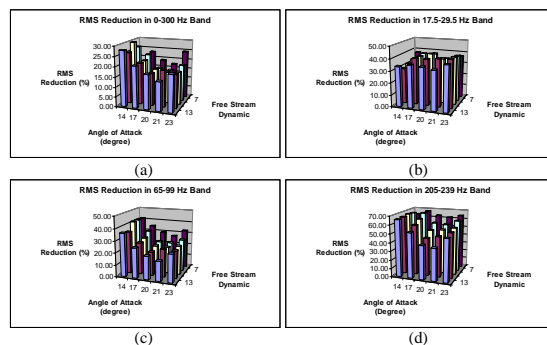 RMS Reduction in 0-300 Hz Band
30.00
25.00
20.00
15.00
10.00
5.00
0.00
RMS
Reduction (%)
14 17 20 21 23
7
13
Free Stream
Dynamic
Angle of Attack
(degree)
(a)
RMS Reduction in 17.5-29.5 Hz Band
50.00
40.00
30.00
20.00
10.00
0.00
RMS
Reduction (%)
14 17 20 21 23
7
13
Free Stream
Dynamic
Angle of Attack
(degree)
(b)
RMS Reduction in 65-99 Hz Band
50.00
40.00
30.00
20.00
10.00
0.00
RMS
Reduction (%)
14 17 20 21 23
7
13
Free Stream
Dynamic
Angle of Attack
(degree)
(c)
RMS Reduction in 205-239 Hz Band
70.00
60.00
50.00
40.00
30.00
20.00
10.00
0.00
RMS
Reduction (%)
14 17 20 21 23
7
13
Free Stream
Dynamic
Angle of Attack
(Degree)
(d)